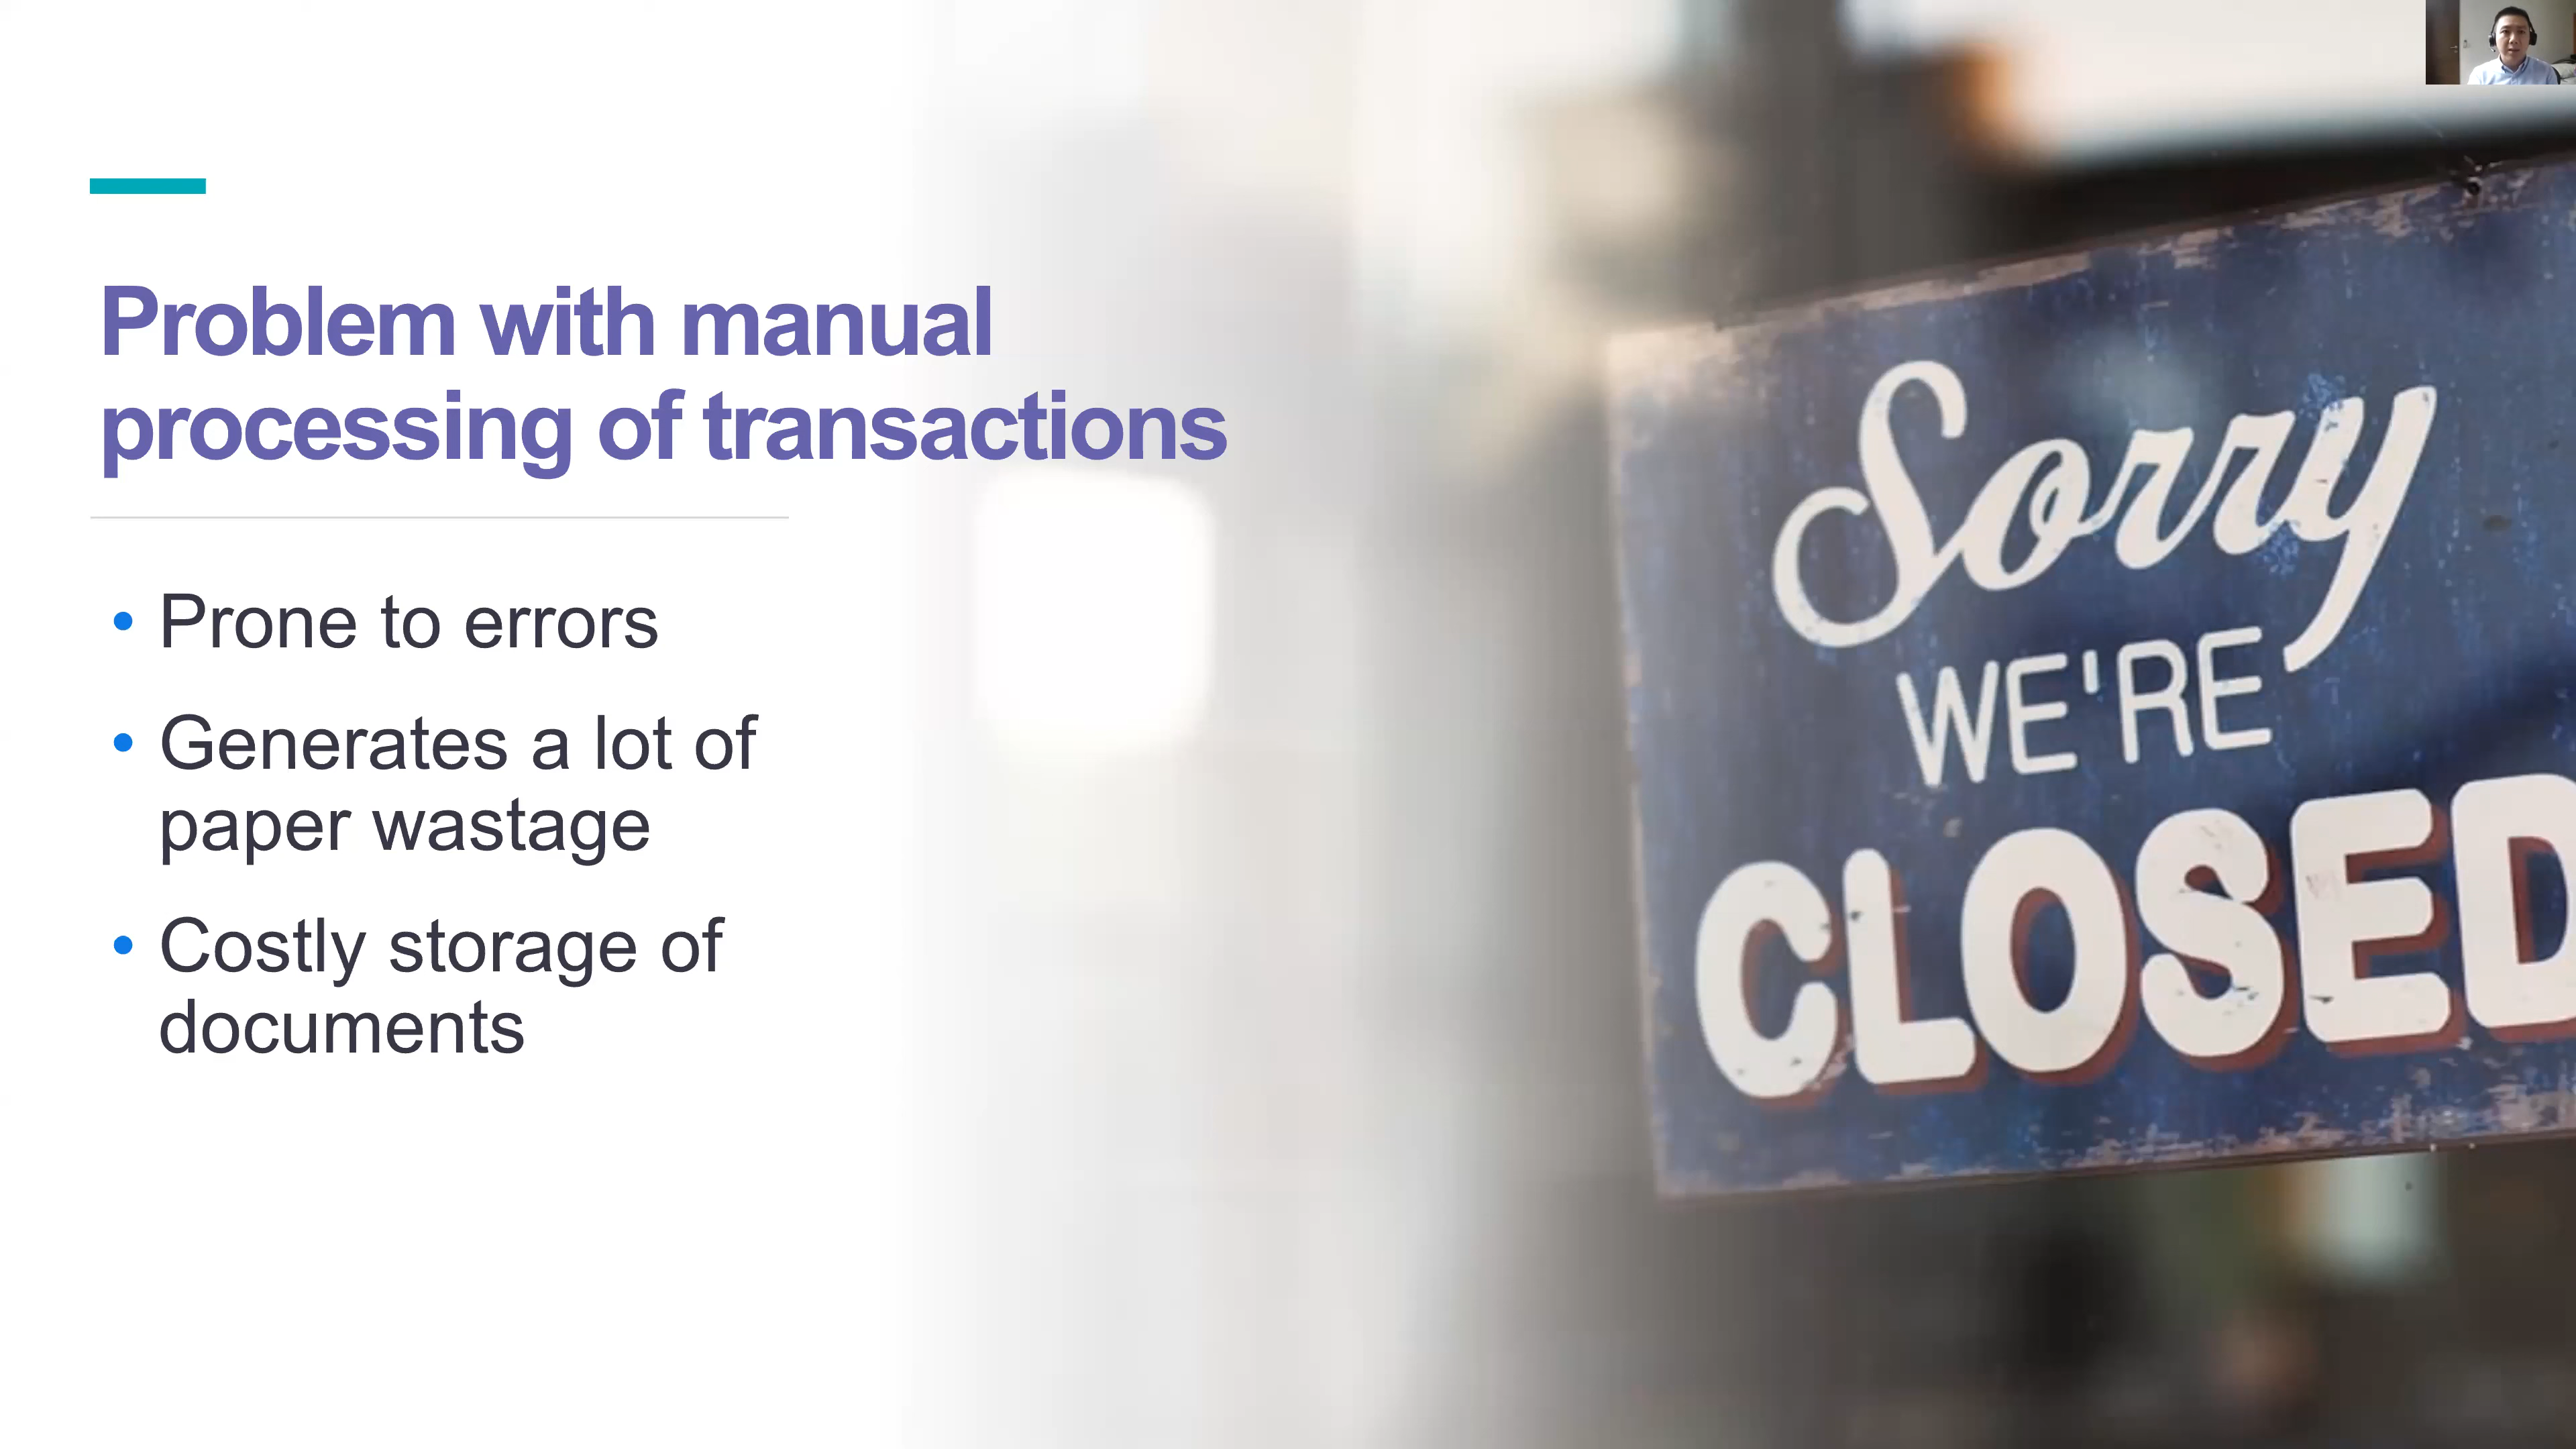 Problem with manual
processing of transactions
• Prone to errors
• Generates a lot of
paper wastage
• Costly storage of
documents
Sorry
WE'RE
CLOSED